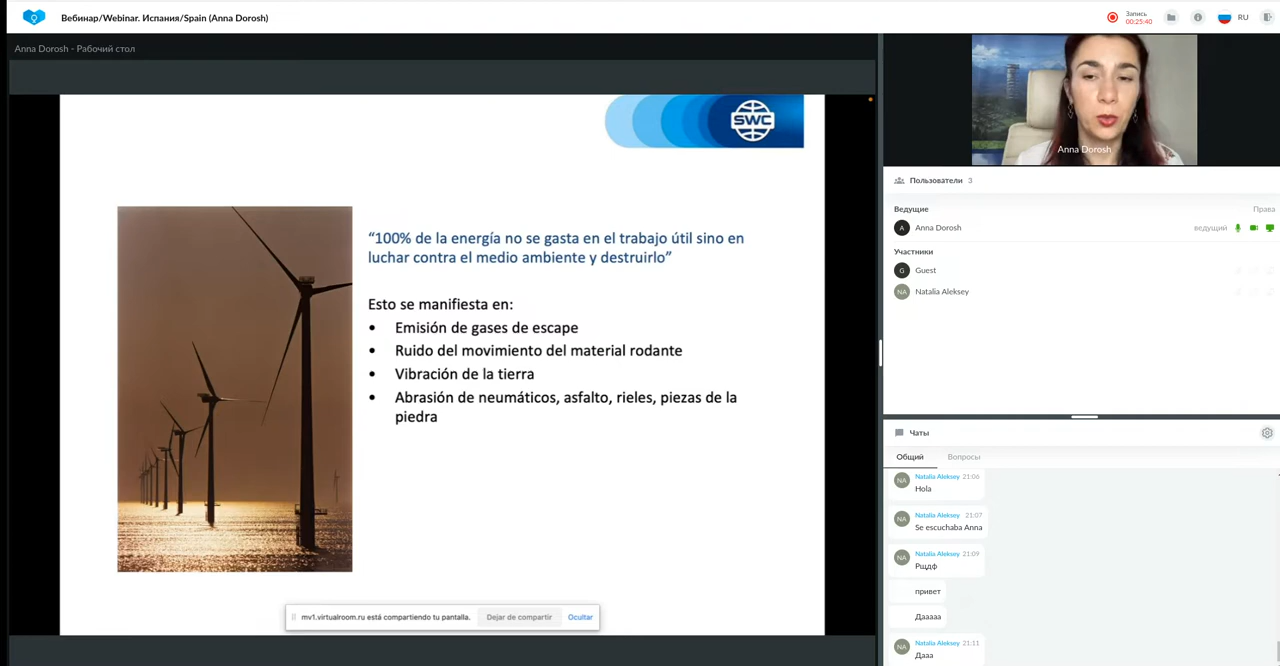 Вебинар/Webinar. Испания/Spain (Anna Dorosh)
Запись
00:25:40
RU
Anna Dorosh - Рабочий стол
SWC
“100% de la energía no se gasta en el trabajo útil sino en
luchar contra el medio ambiente y destruirlo”
Esto se manifiesta en:
• Emisión de gases de escape
• Ruido del movimiento del material rodante
• Vibración de la tierra
• Abrasión de neumáticos, asfalto, rieles, piezas de la
piedra
mv1.virtualroom.ru está compartiendo tu pantalla. Dejar de compartir Ocultar
Anna Dorosh
Пользователи 3
Ведущие Права
A Anna Dorosh ведущий
Участники
G Guest
NA Natalia Aleksey
Чаты
Общий Вопросы
NA Natalia Aleksey 21:06
Hola
NA Natalia Aleksey 21:07
Se escuchaba Anna
NA Natalia Aleksey 21:09
Рщдф
привет
Дааааа
NA Natalia Aleksey 21:11
Дааа